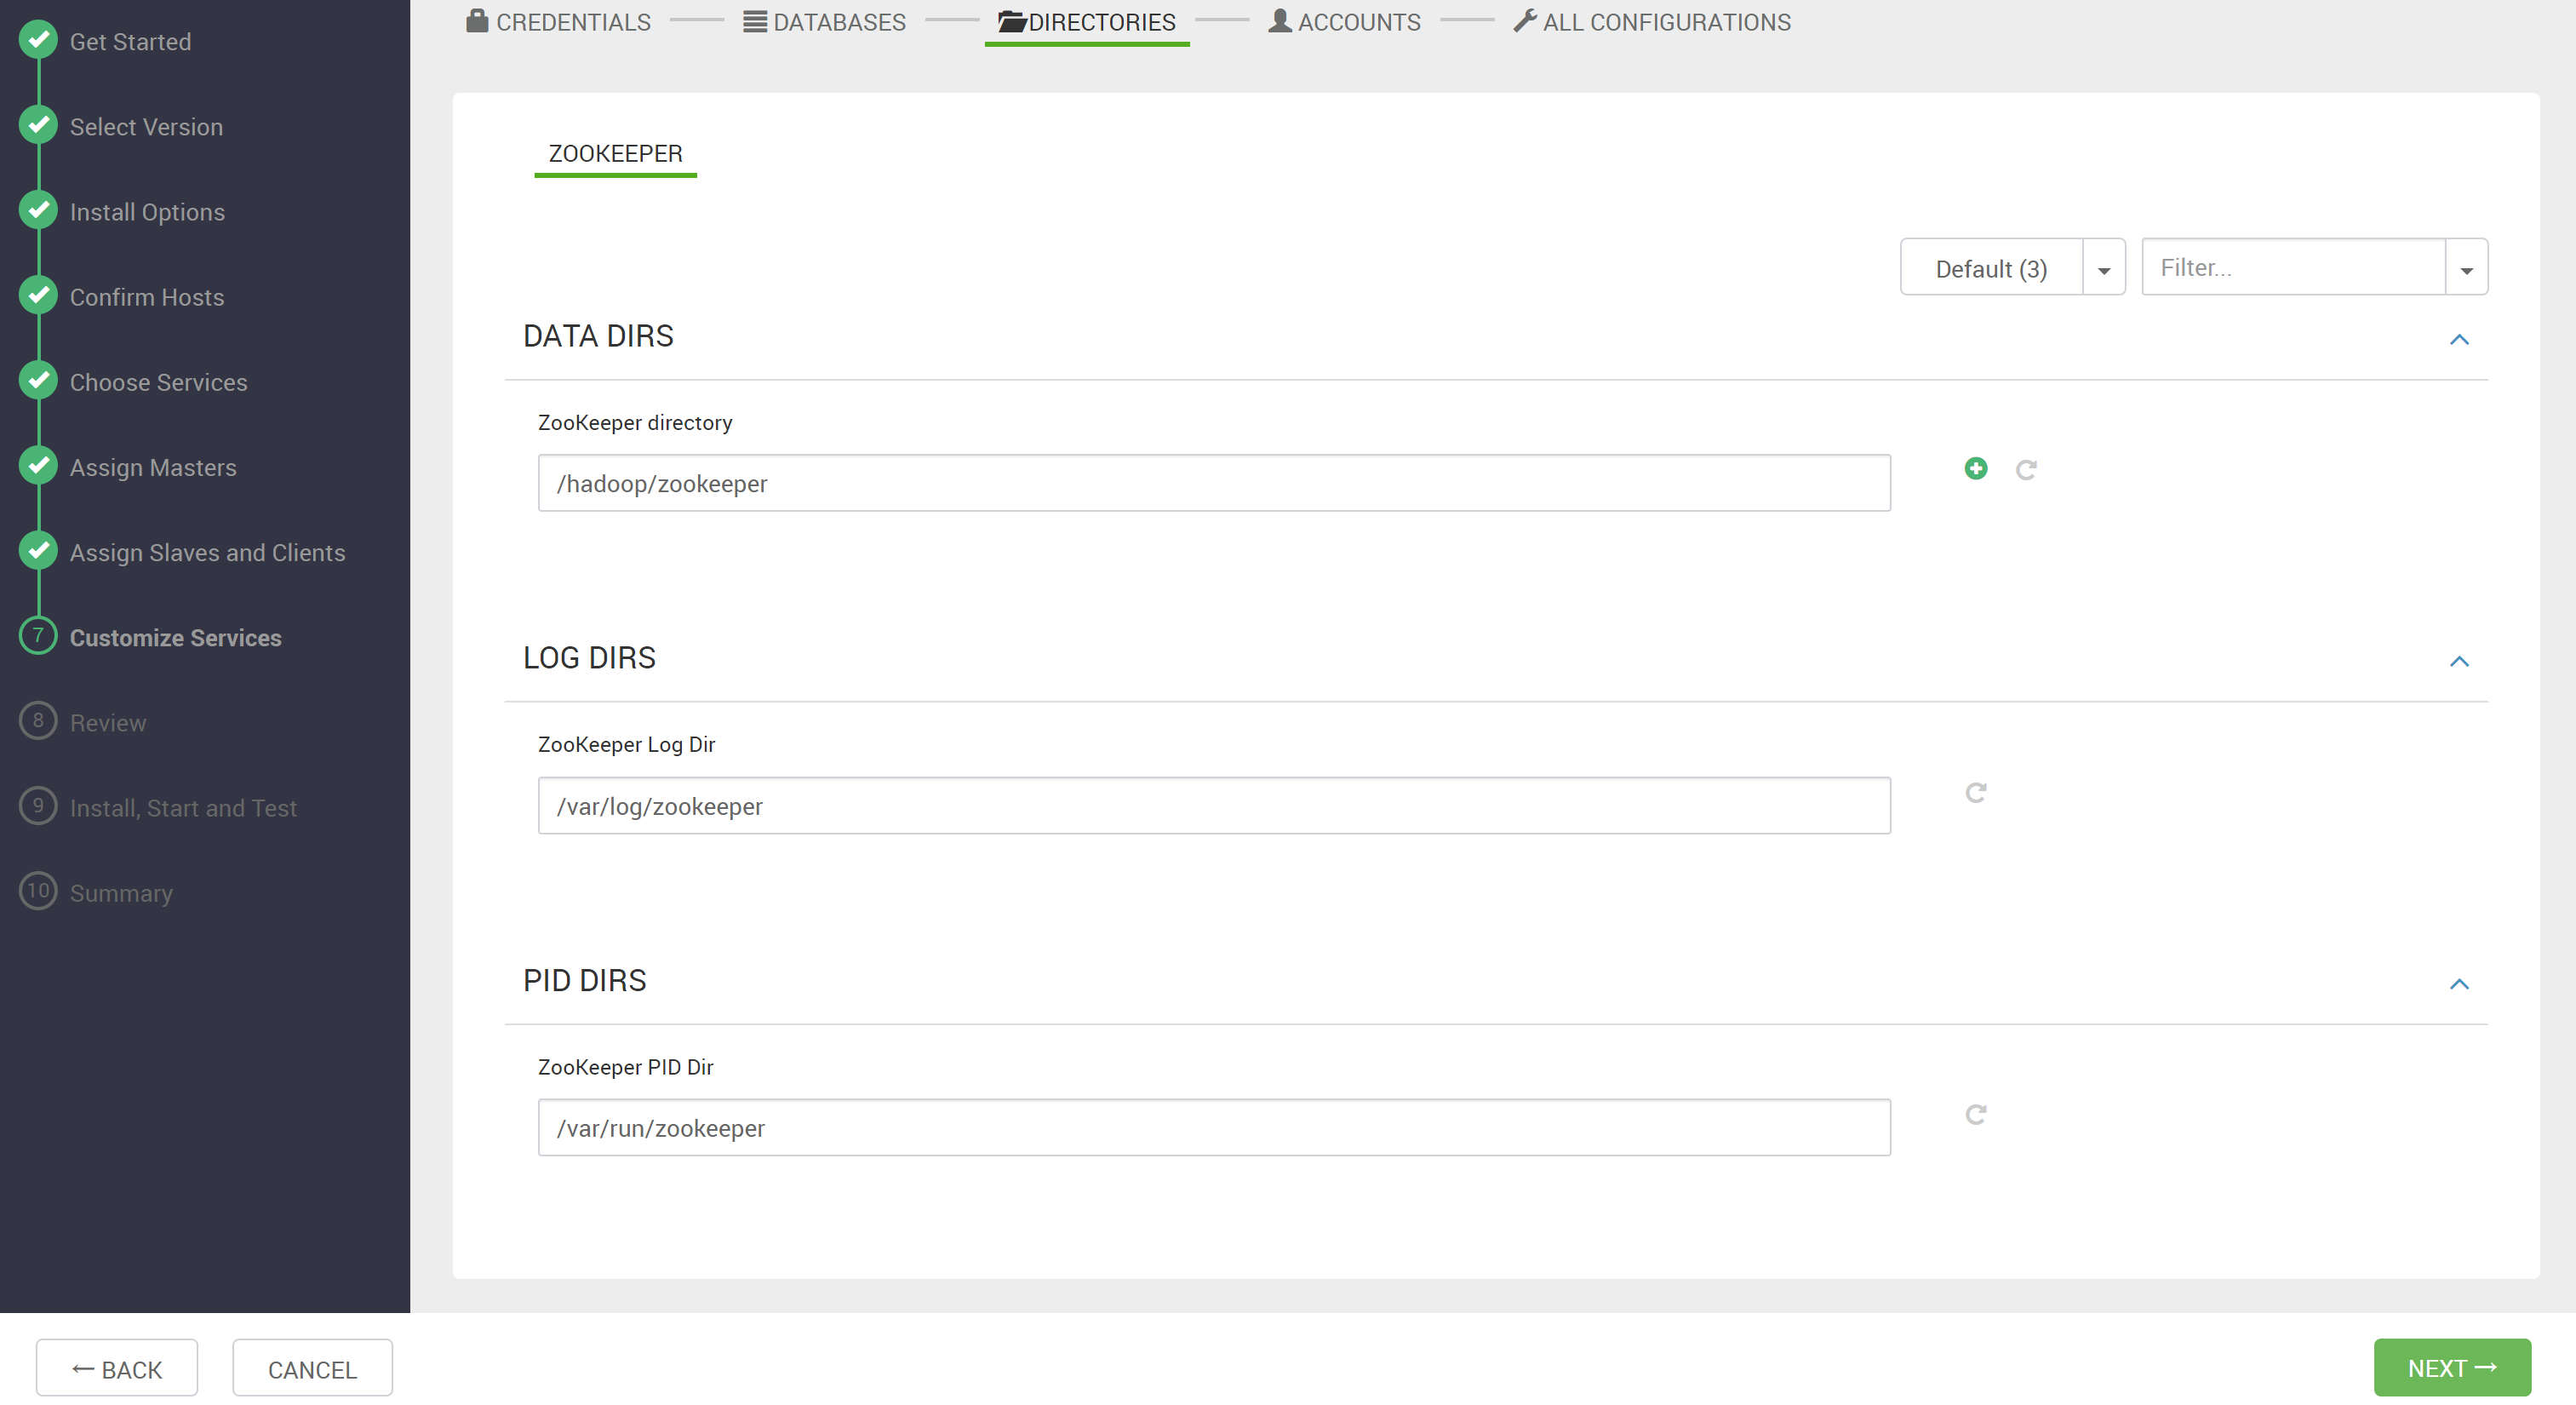 Get Started
Select Version
Install Options
Confirm Hosts
Choose Services
Assign Masters
Assign Slaves and Clients
7 Customize Services
8 Review
9 Install, Start and Test
10 Summary
CREDENTIALS DATABASES DIRECTORIES ACCOUNTS ALL CONFIGURATIONS
ZOOKEEPER
Default (3) Filter...
DATA DIRS
ZooKeeper directory
/hadoop/zookeeper
LOG DIRS
ZooKeeper Log Dir
/var/log/zookeeper
PID DIRS
ZooKeeper PID Dir
/var/run/zookeeper
← BACK CANCEL NEXT →